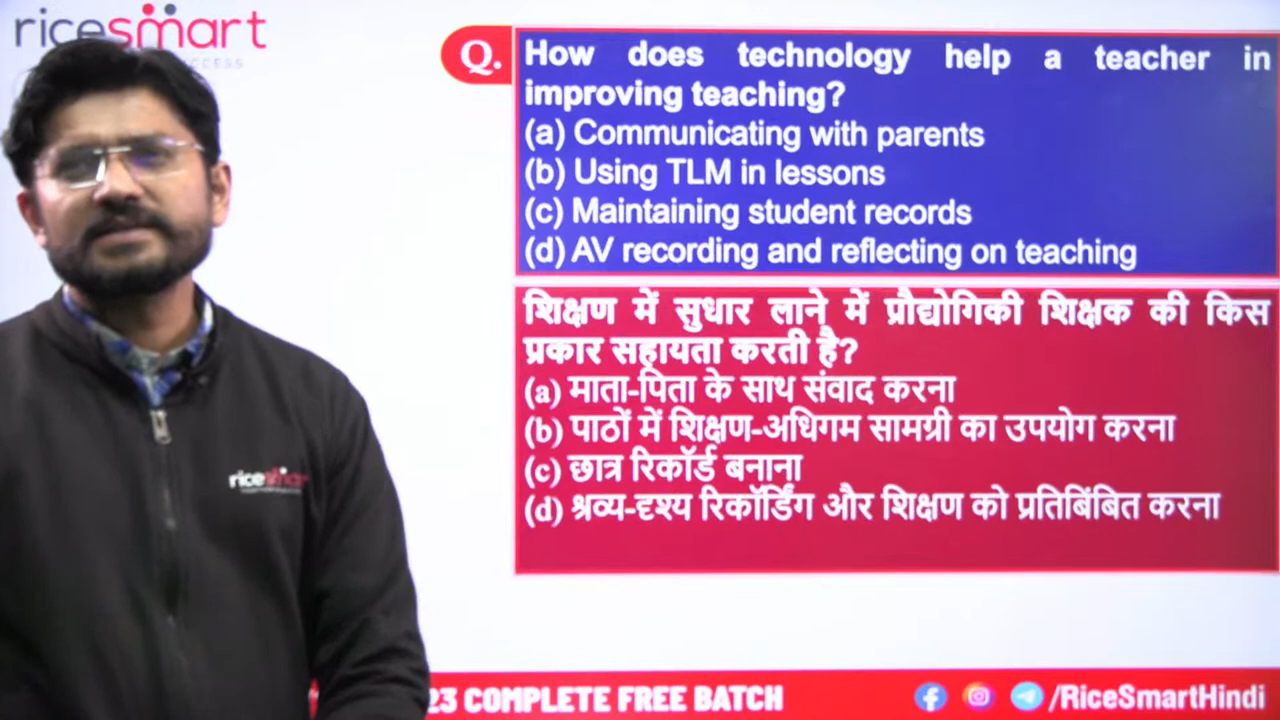 ricesmart
Q.
How does technology help a teacher in
improving teaching?
(a) Communicating with parents
(b) Using TLM in lessons
(c) Maintaining student records
(d) AV recording and reflecting on teaching
शिक्षण में सुधार लाने में प्रौद्योगिकी शिक्षक की किस
प्रकार सहायता करती है?
(a) माता-पिता के साथ संवाद करना
(b) पाठों में शिक्षण-अधिगम सामग्री का उपयोग करना
(c) छात्र रिकॉर्ड बनाना
(d) श्रव्य-दृश्य रिकॉर्डिंग और शिक्षण को प्रतिबिंबित करना
ricesmart
23 COMPLETE FREE BATCH
/RiceSmartHindi